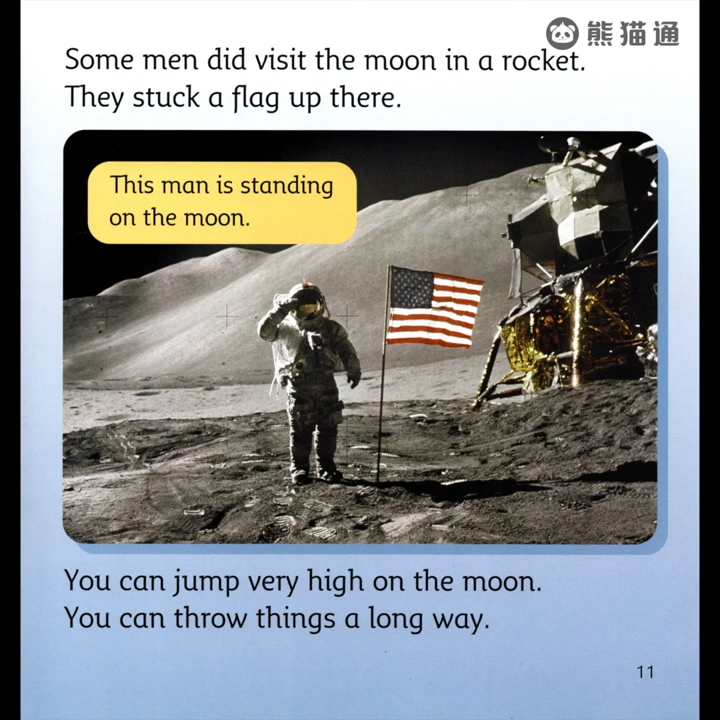 熊猫通
Some men did visit the moon in a rocket.
They stuck a flag up there.
This man is standing
on the moon.
You can jump very high on the moon.
You can throw things a long way.
11